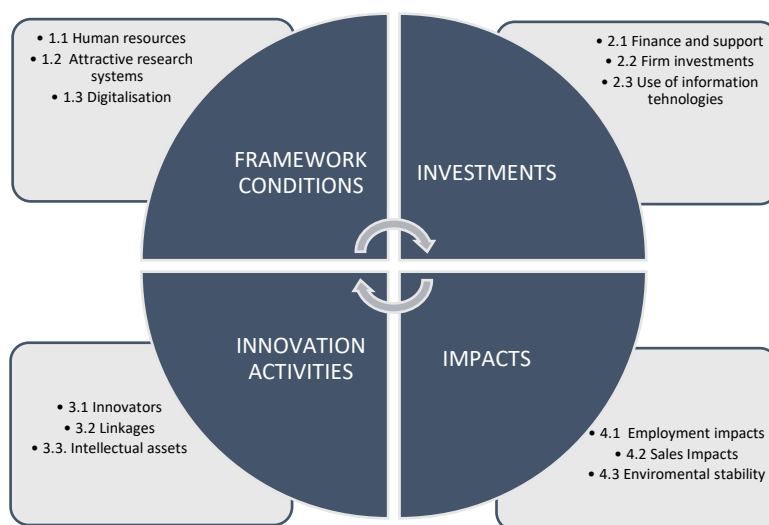 • 1.1 Human resources
• 1.2 Attractive research
systems
• 1.3 Digitalisation
• 2.1 Finance and support
• 2.2 Firm investments
• 2.3 Use of information
tehnologies
FRAMEWORK
CONDITIONS
INVESTMENTS
INNOVATION
ACTIVITIES
IMPACTS
• 3.1 Innovators
• 3.2 Linkages
• 3.3. Intellectual assets
• 4.1 Employment impacts
• 4.2 Sales Impacts
• 4.3 Enviromental stability